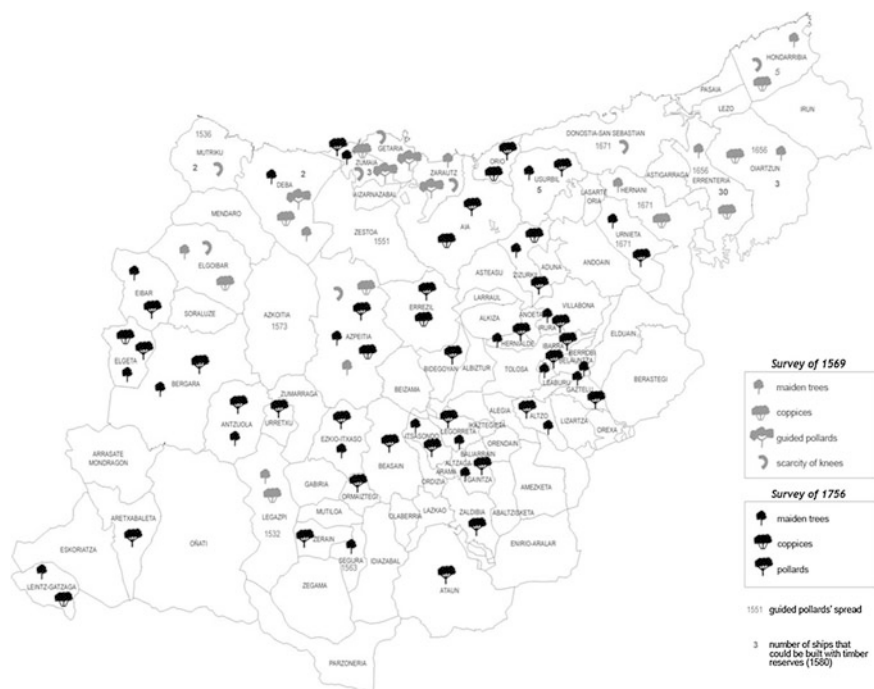 HONDARRIBIA
5
PASAIA
LEZO
IRUN
1536
MUTRIKU
2
DEBA
2
GETARIA
ZUMAIA
3
ZARAUTZ
ORIO
DONOSTIA-SAN SEBASTIAN
1671
1656
OIARTZUN
3
ASTIGARRAGA
1656
ERRENTERIA
30
USURBIL
5
LASARTE
ORIA
HERNANI
1671
AIZARNAZABAL
MENDARO
ZESTOA
1551
AIA
URNIETA
1671
ELGOIBAR
ASTEASU
ZIZURKIL
ADUNA
ANDOAIN
EIBAR
SORALUZE
AZKOITIA
1573
ERREZIL
LARRAUL
ALKIZA
ANOETA
VILLABONA
IRURA
AZPEITIA
HERNIALDE
IBARRA
ELDUAIN
BERROBI
BELAUNTZA
ELGETA
BERGARA
BIDEGOYAN
ALBIZTUR
TOLOSA
LEABURU
GAZTELU
BERASTEGI
BEIZAMA
ANTZUOLA
ZUMARRAGA
URRETXU
EZKIO-ITXASO
ITSASONDO
LEGORRETA
ALEGIA
IKAZTEGIETA
ALTZO
LIZARTZA
OREXA
ORENDAIN
BALIARRAIN
ALTZAGA
ARAMA
GAINTZA
ARRASATE
MONDRAGON
BEASAIN
ORDIZIA
GABIRIA
ORMAIZTEGI
AMEZKETA
ARETXABALETA
OÑATI
LEGAZPI
1532
MUTILOA
OLABERRIA
LAZKAO
ZALDIBIA
ABALTZISKETA
ESKORIATZA
ZERAIN
SEGURA
1563
IDIAZABAL
ENIRIO-ARALAR
LEINTZ-GATZAGA
ZEGAMA
ATAUN
PARZONERIA
Survey of 1569
maiden trees
coppices
guided pollards
scarcity of knees
Survey of 1756
maiden trees
coppices
pollards
1551 guided pollards' spread
3 number of ships that
could be built with timber
reserves (1580)